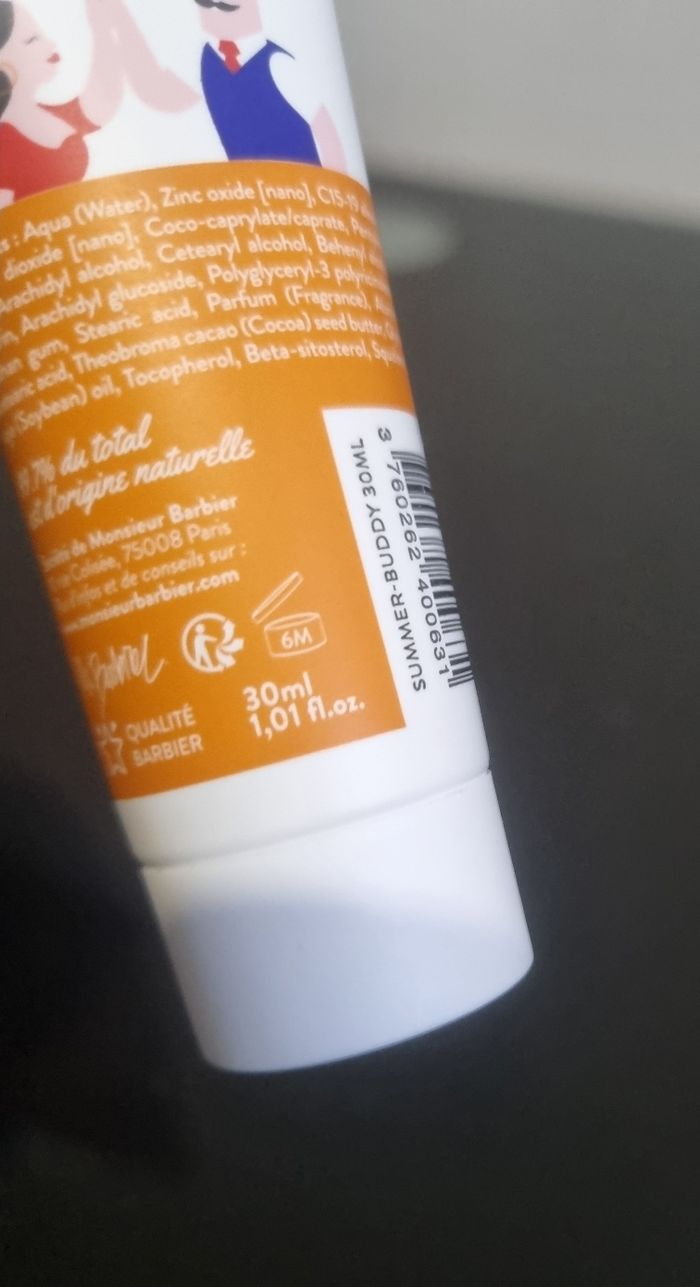 : Aqua (Water), Zinc oxide [nano], C15-19
dioxide [nano], Coco-caprylate/caprate,
Arachidyl alcohol, Cetearyl alcohol,
Arachidyl glucoside, Polyglyceryl-3
gum, Stearic acid, Parfum (Fragrance),
acid, Theobroma cacao (Cocoa) seed butter,
(Soybean) oil, Tocopherol, Beta-sitosterol,
du total
d'origine naturelle
de Monsieur Barbier
75008 Paris
d'infos et de conseils sur :
monsieurbarbier.com
6M
QUALITÉ
BARBIER
30ml
1,01 fl.oz.
SUMMER-BUDDY 30ML
3 760262 400631